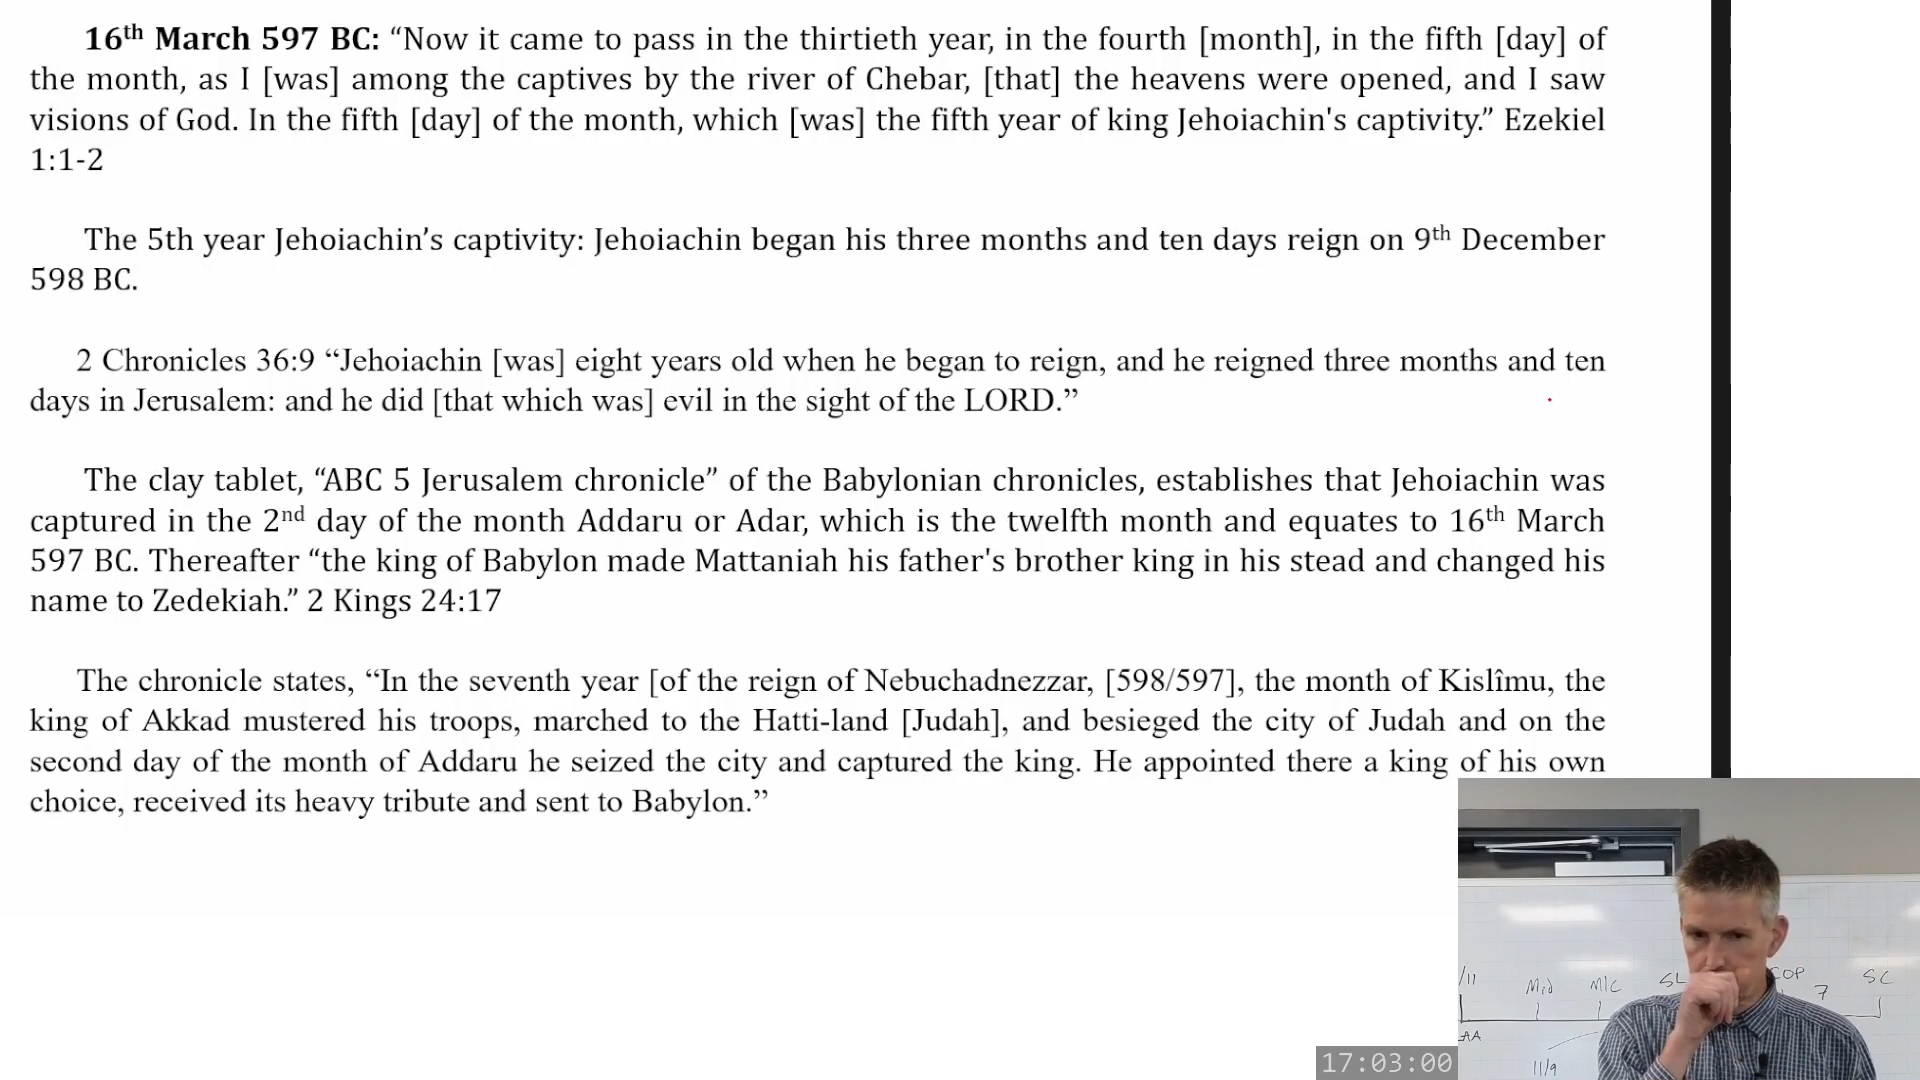 16th March 597 BC: “Now it came to pass in the thirtieth year, in the fourth [month], in the fifth [day] of
the month, as I [was] among the captives by the river of Chebar, [that] the heavens were opened, and I saw
visions of God. In the fifth [day] of the month, which [was] the fifth year of king Jehoiachin's captivity.” Ezekiel
1:1-2
The 5th year Jehoiachin’s captivity: Jehoiachin began his three months and ten days reign on 9th December
598 BC.
2 Chronicles 36:9 “Jehoiachin [was] eight years old when he began to reign, and he reigned three months and ten
days in Jerusalem: and he did [that which was] evil in the sight of the LORD.”
The clay tablet, “ABC 5 Jerusalem chronicle” of the Babylonian chronicles, establishes that Jehoiachin was
captured in the 2nd day of the month Addaru or Adar, which is the twelfth month and equates to 16th March
597 BC. Thereafter “the king of Babylon made Mattaniah his father's brother king in his stead and changed his
name to Zedekiah.” 2 Kings 24:17
The chronicle states, “In the seventh year [of the reign of Nebuchadnezzar, [598/597], the month of Kislîmu, the
king of Akkad mustered his troops, marched to the Hatti-land [Judah], and besieged the city of Judah and on the
second day of the month of Addaru he seized the city and captured the king. He appointed there a king of his own
choice, received its heavy tribute and sent to Babylon.”
/11 Mid M/C SL COP 7 SC
AA
11/9
17:03:00